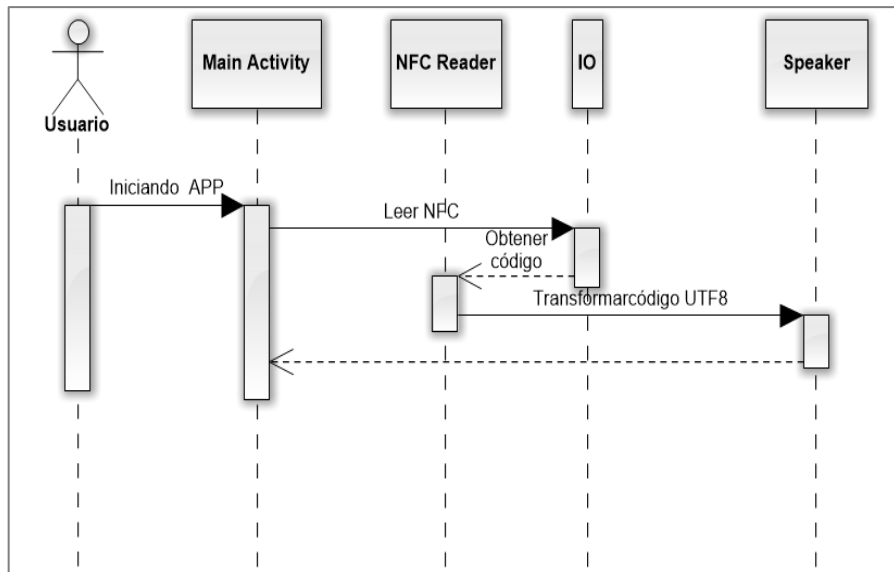 Usuario
Main Activity
NFC Reader
IO
Speaker
Iniciando APP
Leer NFC
Obtener
código
Transformarcódigo UTF8